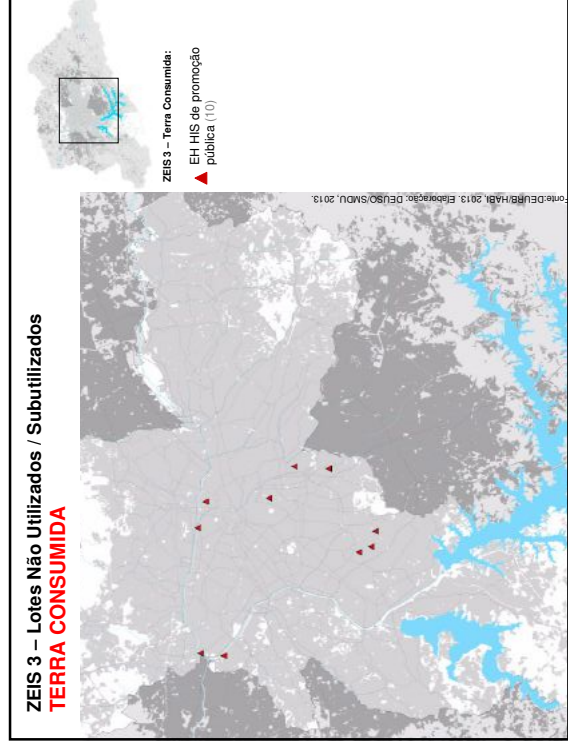 ZEIS 3 – Lotes Não Utilizados / Subutilizados
TERRA CONSUMIDA
ZEIS 3 – Terra Consumida:
EH HIS de promoção
pública (10)
Fonte:DEURB/HABI, 2013. Elaboração: DEUSO/SMDU, 2013.